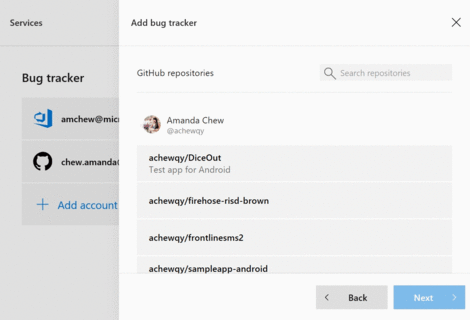 Services
Add bug tracker
Bug tracker
GitHub repositories
Search repositories
Amanda Chew
@achewqy
amchew@micr
chew.amanda@
Add account
achewqy/DiceOut
Test app for Android
achewqy/firehose-risd-brown
achewqy/frontlinesms2
achewqy/sampleapp-android
Back
Next